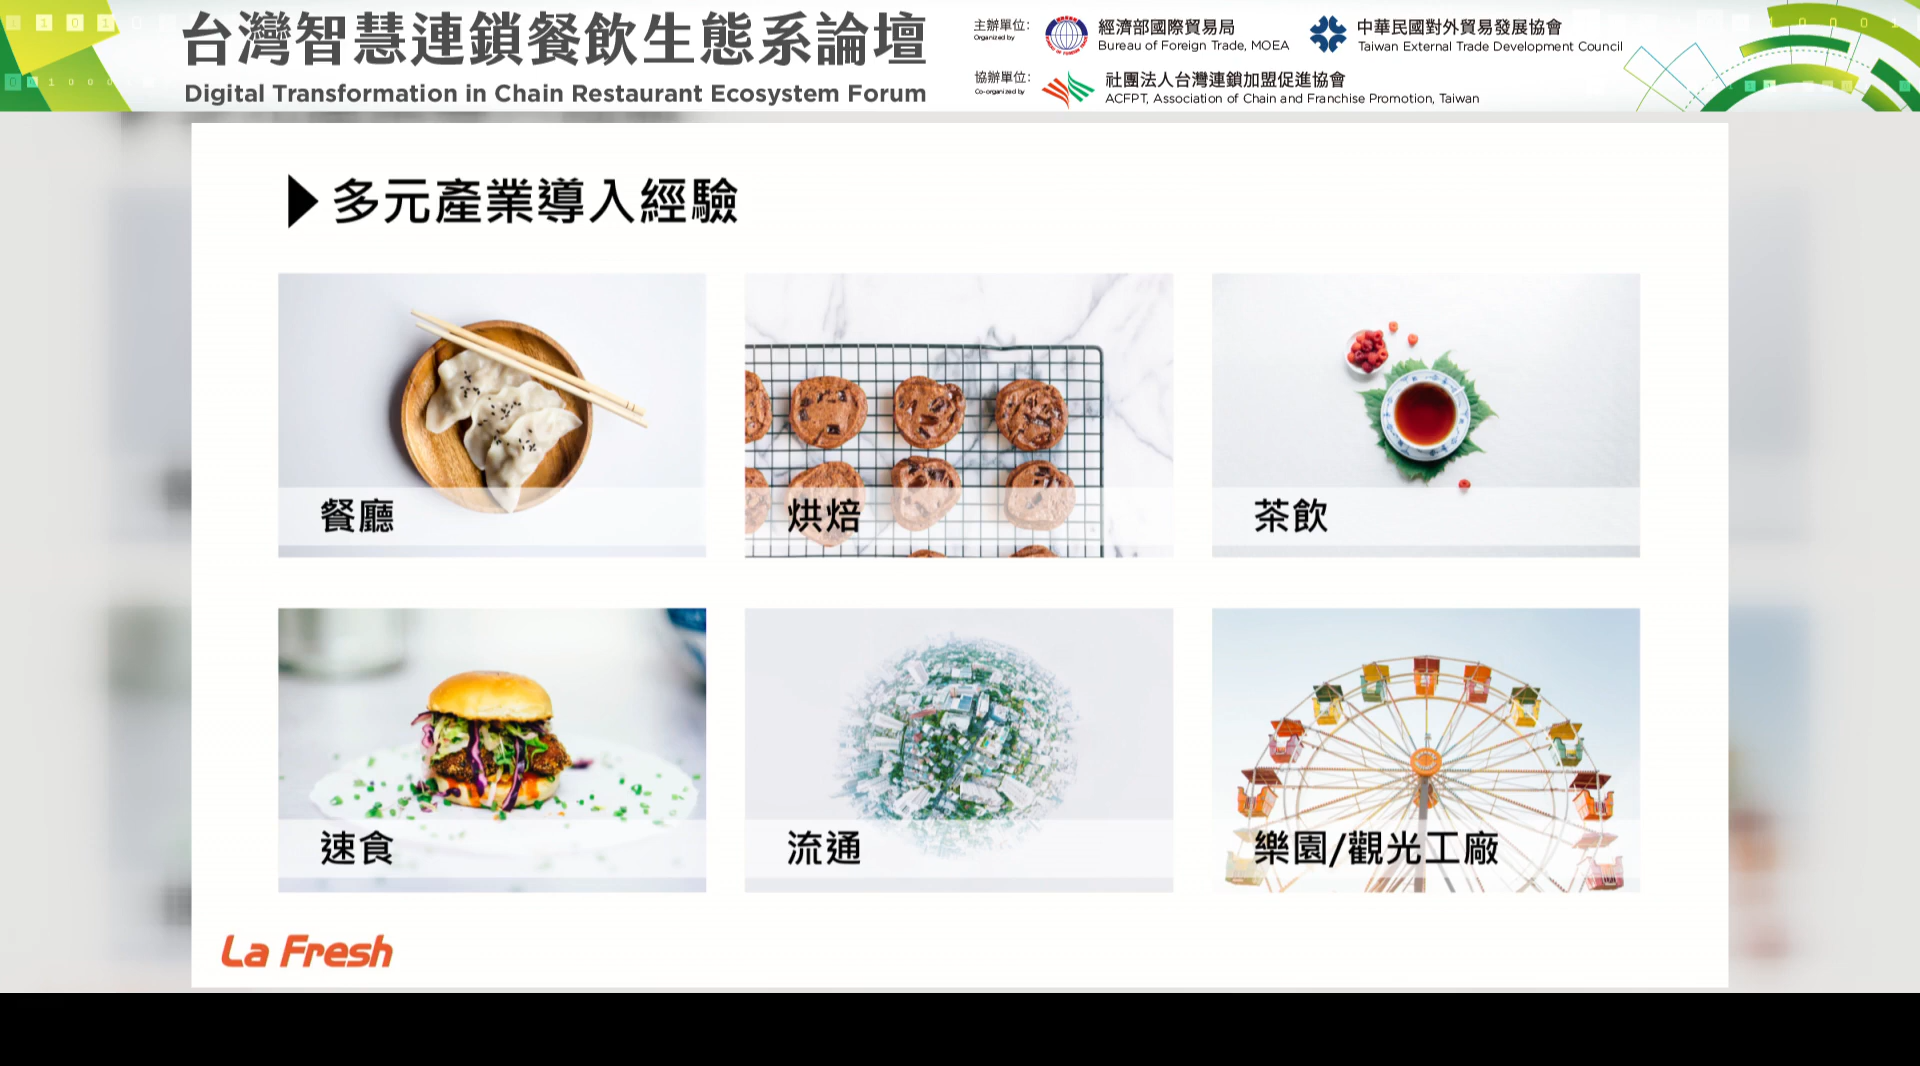 台灣智慧連鎖餐飲生態系論壇
Digital Transformation in Chain Restaurant Ecosystem Forum
主辦單位:
Organized by
經濟部國際貿易局
Bureau of Foreign Trade, MOEA
中華民國對外貿易發展協會
Taiwan External Trade Development Council
協辦單位:
Co-organized by
社團法人台灣連鎖加盟促進協會
ACFPT, Association of Chain and Franchise Promotion, Taiwan
多元產業導入經驗
餐廳
烘焙
茶飲
速食
流通
樂園/觀光工廠
La Fresh